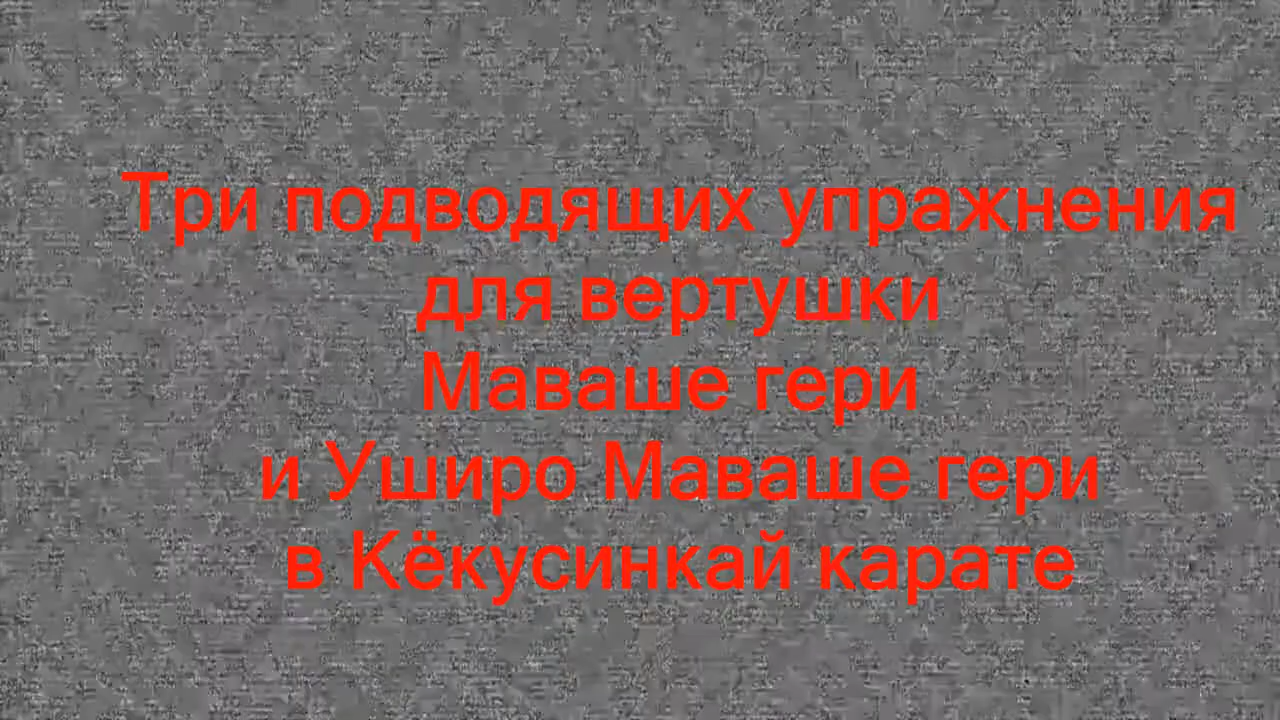 Три подводящих упражнения
для вертушки
Маваше гери
и Уширо Маваше гери
в Кёкусинкай карате